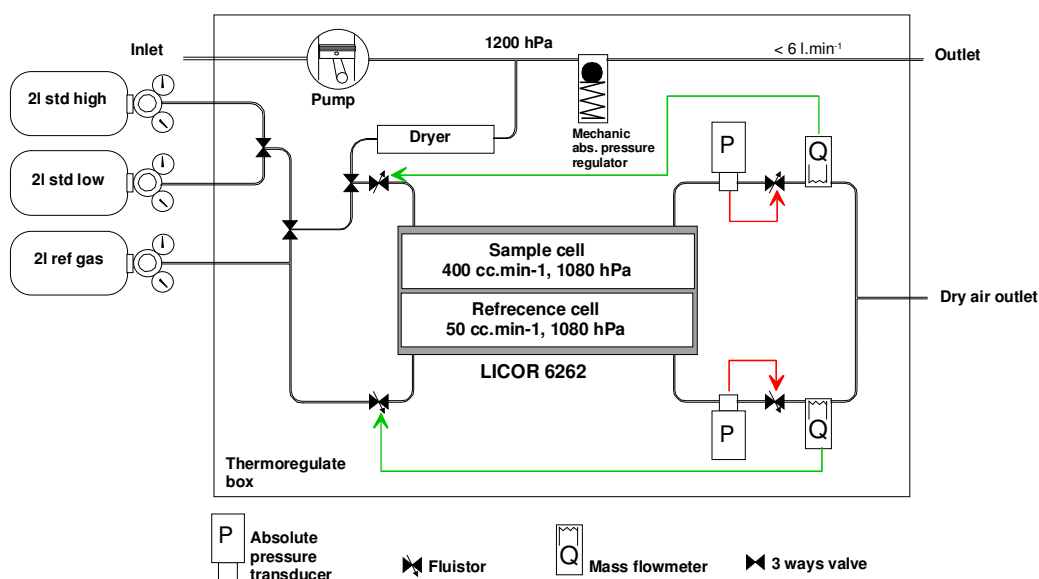 Inlet
1200 hPa
< 6 l.min-1
Outlet
Pump
2l std high
Dryer
Mechanic
abs. pressure
regulator
P
Q
2l std low
2l ref gas
Sample cell
400 cc.min-1, 1080 hPa
Refrecence cell
50 cc.min-1, 1080 hPa
Dry air outlet
LICOR 6262
P
Q
Thermoregulate
box
P
Absolute
pressure
transducer
Fluistor
Q
Mass flowmeter
3 ways valve